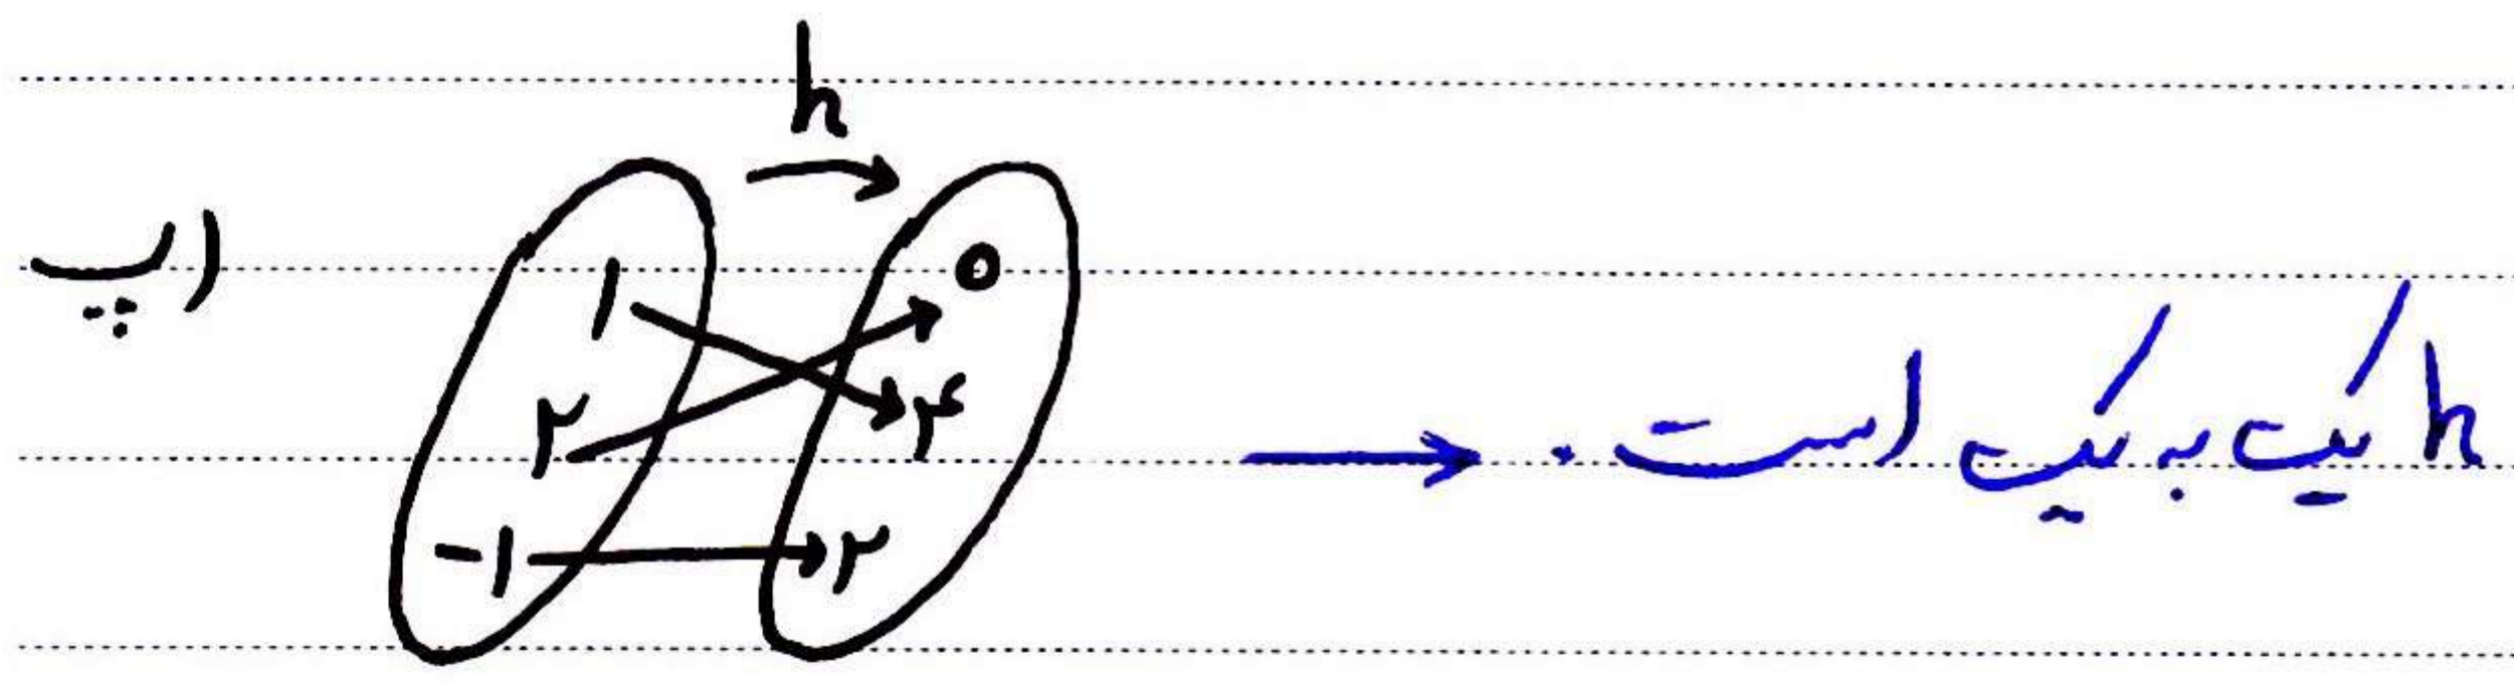 h
پ)
۱ ۰
۲ ۴
-۱ ۲
h یک به یک است.